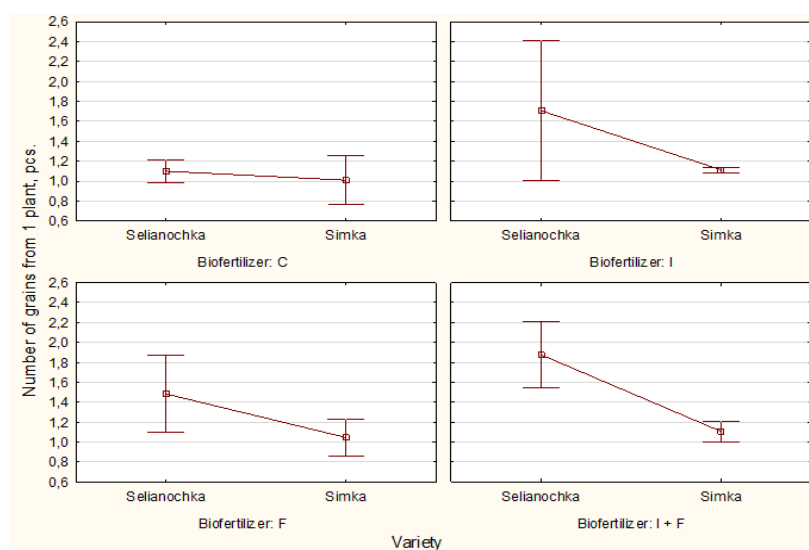 Number of grains from 1 plant, pcs.
2,6
2,4
2,2
2,0
1,8
1,6
1,4
1,2
1,0
0,8
0,6
Selianochka Simka
Biofertilizer: C
Selianochka Simka
Biofertilizer: I
2,6
2,4
2,2
2,0
1,8
1,6
1,4
1,2
1,0
0,8
0,6
Selianochka Simka
Biofertilizer: F
Selianochka Simka
Biofertilizer: I + F
Variety